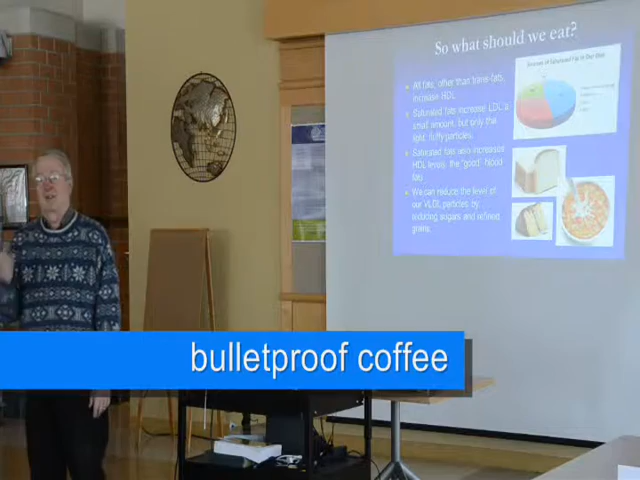 So what should we eat?
All fats, other than trans fats,
increase HDL
Saturated fats increase LDL a
small amount, but only the
light, fluffy particles.
Saturated fats also increases
HDL levels, the "good" blood
fat)
We can reduce the level of
our VLDL particles by
reducing sugars and refined
grains.
bulletproof coffee